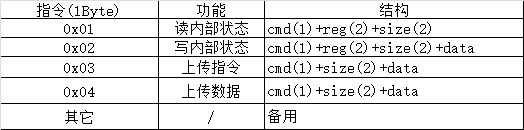 指令(1Byte) 功能 结构
0x01 读内部状态 cmd(1)+reg(2)+size(2)
0x02 写内部状态 cmd(1)+reg(2)+size(2)+data
0x03 上传指令 cmd(1)+size(2)+data
0x04 上传数据 cmd(1)+size(2)+data
其它 / 备用